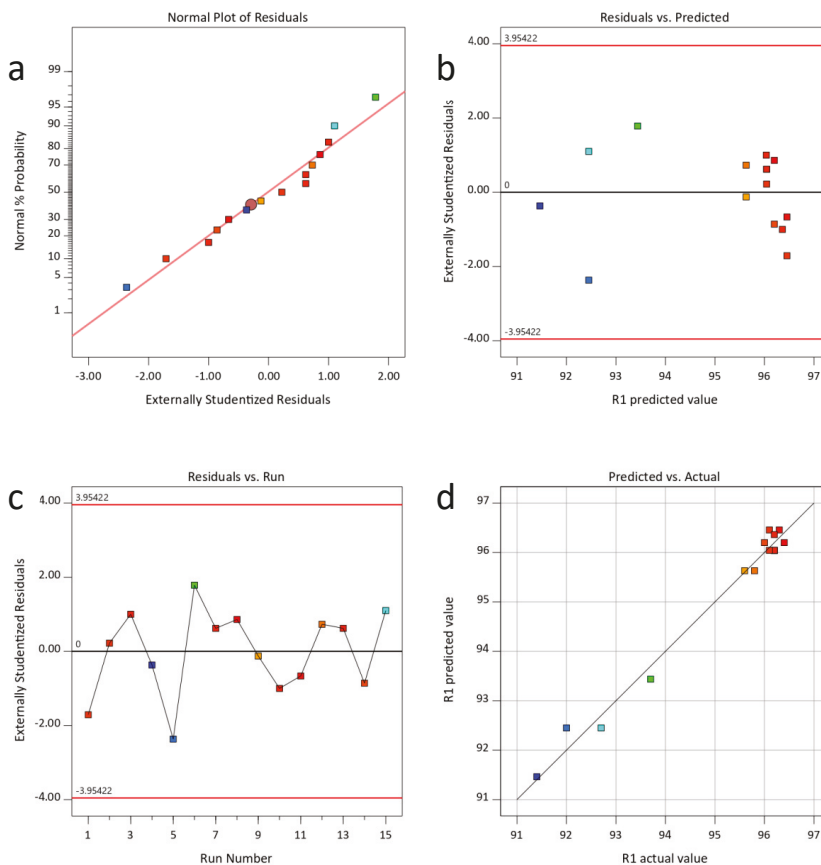 Normal Plot of Residuals
a
Normal % Probability
99
95
90
80
70
50
30
20
10
5
1
-3.00 -2.00 -1.00 0.00 1.00 2.00
Externally Studentized Residuals
Residuals vs. Predicted
b
Externally Studentized Residuals
4.00
3.95422
2.00
0.00
0
-2.00
-4.00
-3.95422
91 92 93 94 95 96 97
R1 predicted value
Residuals vs. Run
c
Externally Studentized Residuals
4.00
3.95422
2.00
0.00
0
-2.00
-4.00
-3.95422
1 3 5 7 9 11 13 15
Run Number
Predicted vs. Actual
d
R1 predicted value
97
96
95
94
93
92
91
91 92 93 94 95 96 97
R1 actual value